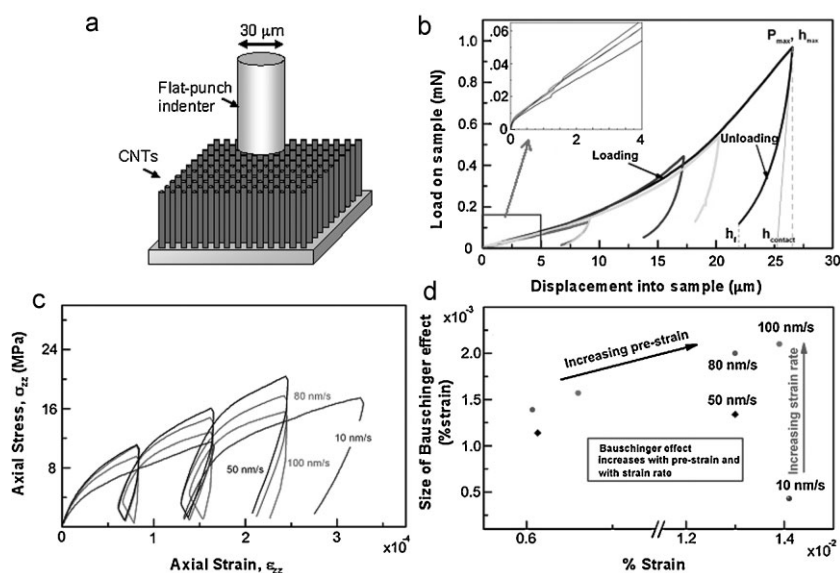 a
30 μm
Flat-punch
indenter
CNTs
b
Load on sample (mN)
1.0
0.8
0.6
0.4
0.2
0
.06
.04
.02
0
0
2
4
Pmax, hmax
Loading
Unloading
hf
hcontact
0
5
10
15
20
25
30
Displacement into sample (μm)
c
Axial Stress, σzz (MPa)
28
20
16
12
8
80 nm/s
10 nm/s
50 nm/s
100 nm/s
0
1
2
3
4
x10⁻⁴
Axial Strain, εzz
d
Size of Bauschinger effect
(%strain)
x10⁻³
2.0
1.5
1.0
0.5
Increasing pre-strain
100 nm/s
80 nm/s
50 nm/s
10 nm/s
Increasing strain rate
Bauschinger effect
increases with pre-strain and
with strain rate
0.6
1.2
1.4
x10⁻²
% Strain